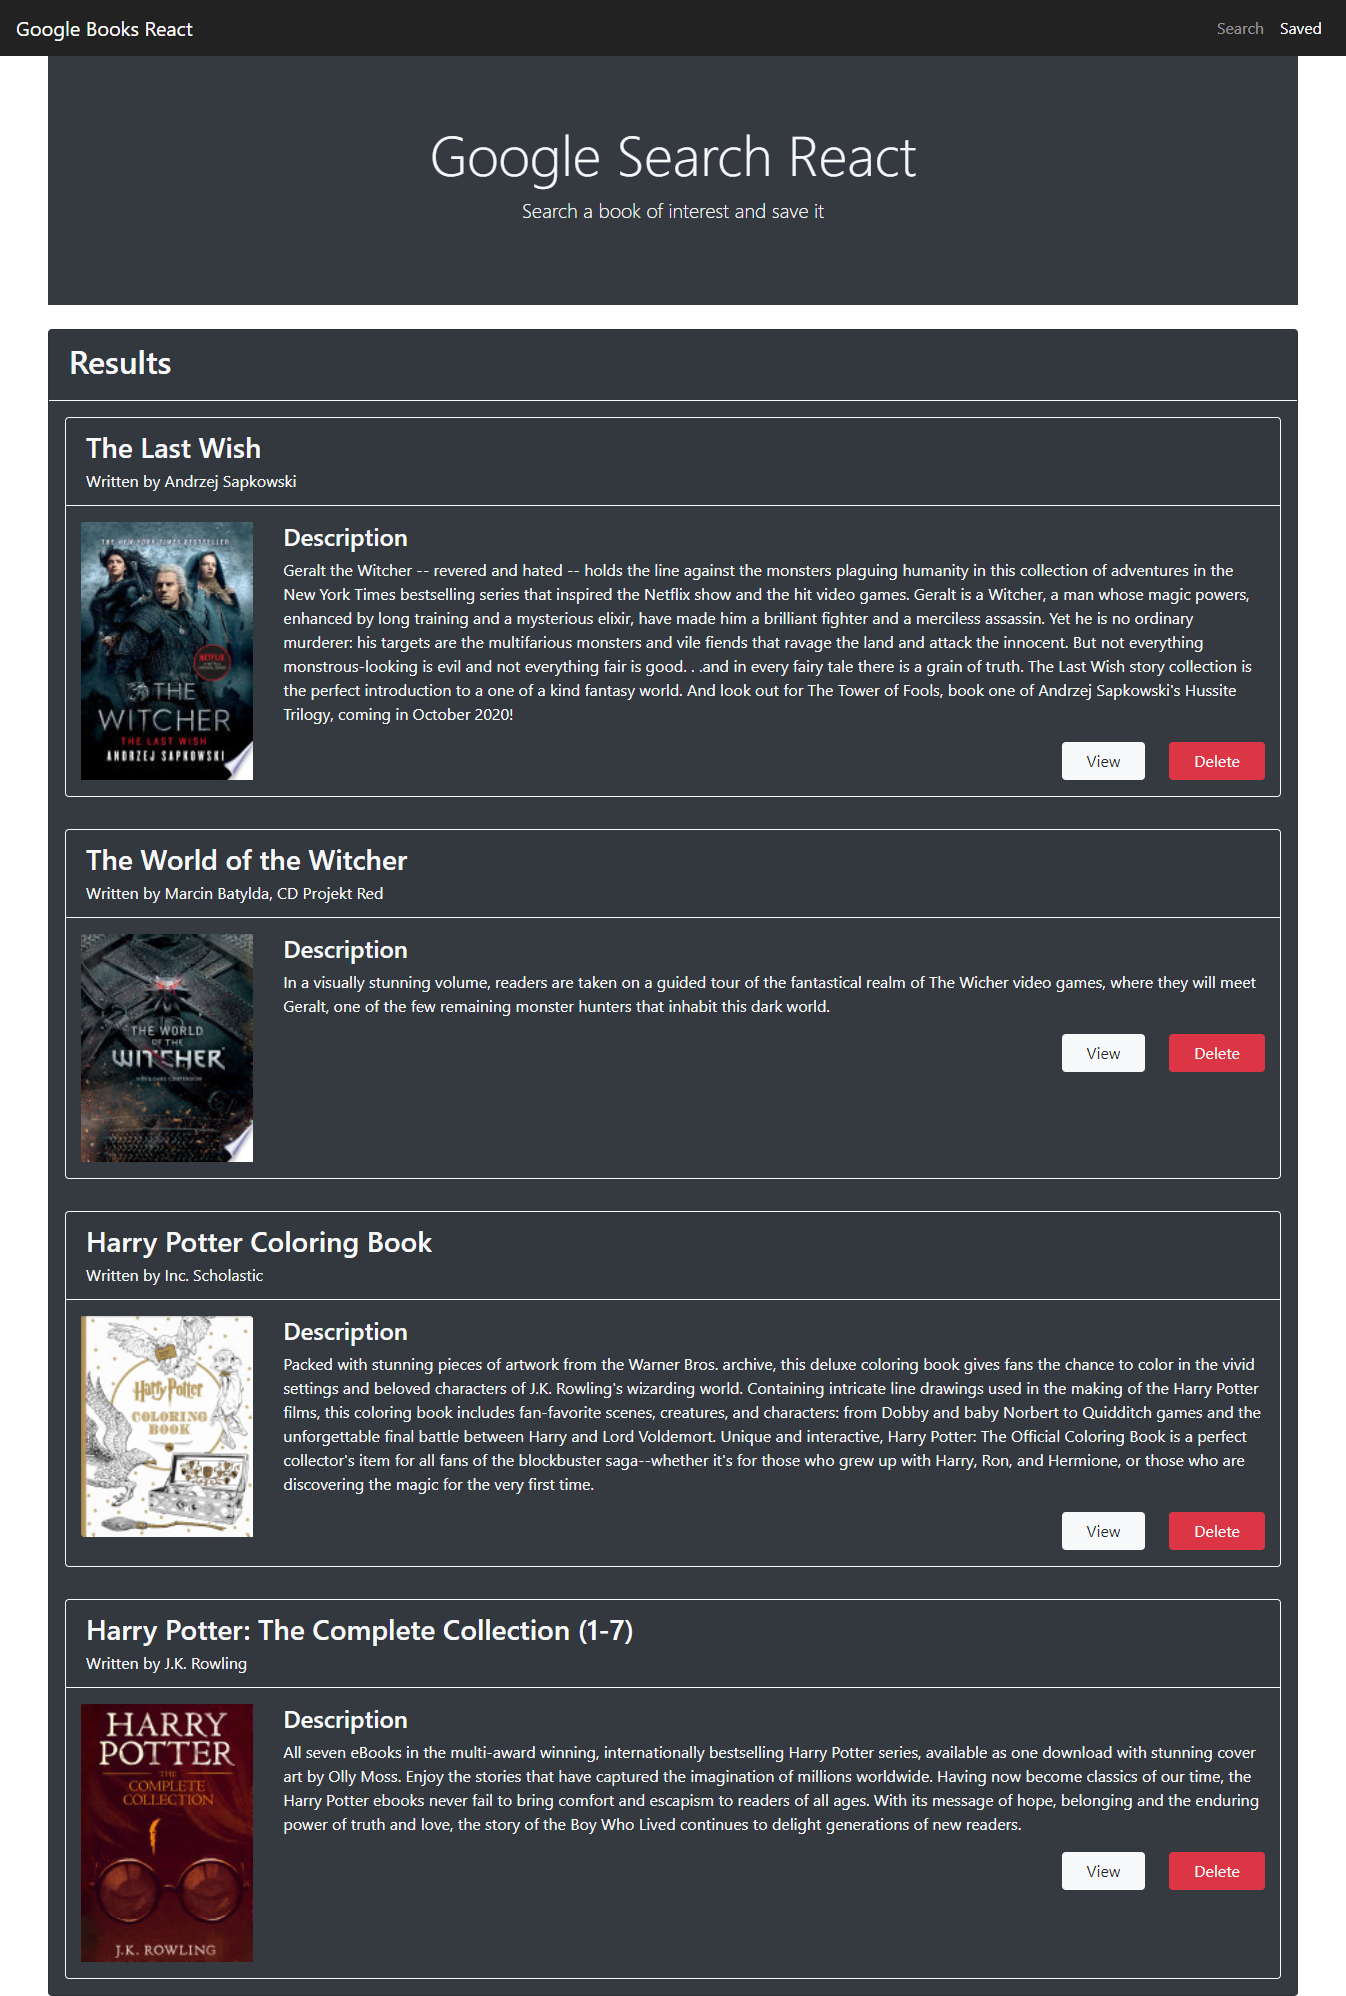 Google Books React
Search Saved
Google Search React
Search a book of interest and save it
Results
The Last Wish
Written by Andrzej Sapkowski
THE NEW YORK TIMES BESTSELLER
NETFLIX
THE
WITCHER
THE LAST WISH
ANDRZEJ SAPKOWSKI
Description
Geralt the Witcher -- revered and hated -- holds the line against the monsters plaguing humanity in this collection of adventures in the
New York Times bestselling series that inspired the Netflix show and the hit video games. Geralt is a Witcher, a man whose magic powers,
enhanced by long training and a mysterious elixir, have made him a brilliant fighter and a merciless assassin. Yet he is no ordinary
murderer: his targets are the multifarious monsters and vile fiends that ravage the land and attack the innocent. But not everything
monstrous-looking is evil and not everything fair is good. . .and in every fairy tale there is a grain of truth. The Last Wish story collection is
the perfect introduction to a one of a kind fantasy world. And look out for The Tower of Fools, book one of Andrzej Sapkowski's Hussite
Trilogy, coming in October 2020!
View Delete
The World of the Witcher
Written by Marcin Batylda, CD Projekt Red
THE WORLD
OF THE
WITCHER
Description
In a visually stunning volume, readers are taken on a guided tour of the fantastical realm of The Wicher video games, where they will meet
Geralt, one of the few remaining monster hunters that inhabit this dark world.
View Delete
Harry Potter Coloring Book
Written by Inc. Scholastic
Harry Potter
COLORING
BOOK
Description
Packed with stunning pieces of artwork from the Warner Bros. archive, this deluxe coloring book gives fans the chance to color in the vivid
settings and beloved characters of J.K. Rowling's wizarding world. Containing intricate line drawings used in the making of the Harry Potter
films, this coloring book includes fan-favorite scenes, creatures, and characters: from Dobby and baby Norbert to Quidditch games and the
unforgettable final battle between Harry and Lord Voldemort. Unique and interactive, Harry Potter: The Official Coloring Book is a perfect
collector's item for all fans of the blockbuster saga--whether it's for those who grew up with Harry, Ron, and Hermione, or those who are
discovering the magic for the very first time.
View Delete
Harry Potter: The Complete Collection (1-7)
Written by J.K. Rowling
HARRY
POTTER
THE
COMPLETE
COLLECTION
J.K. ROWLING
Description
All seven eBooks in the multi-award winning, internationally bestselling Harry Potter series, available as one download with stunning cover
art by Olly Moss. Enjoy the stories that have captured the imagination of millions worldwide. Having now become classics of our time, the
Harry Potter ebooks never fail to bring comfort and escapism to readers of all ages. With its message of hope, belonging and the enduring
power of truth and love, the story of the Boy Who Lived continues to delight generations of new readers.
View Delete